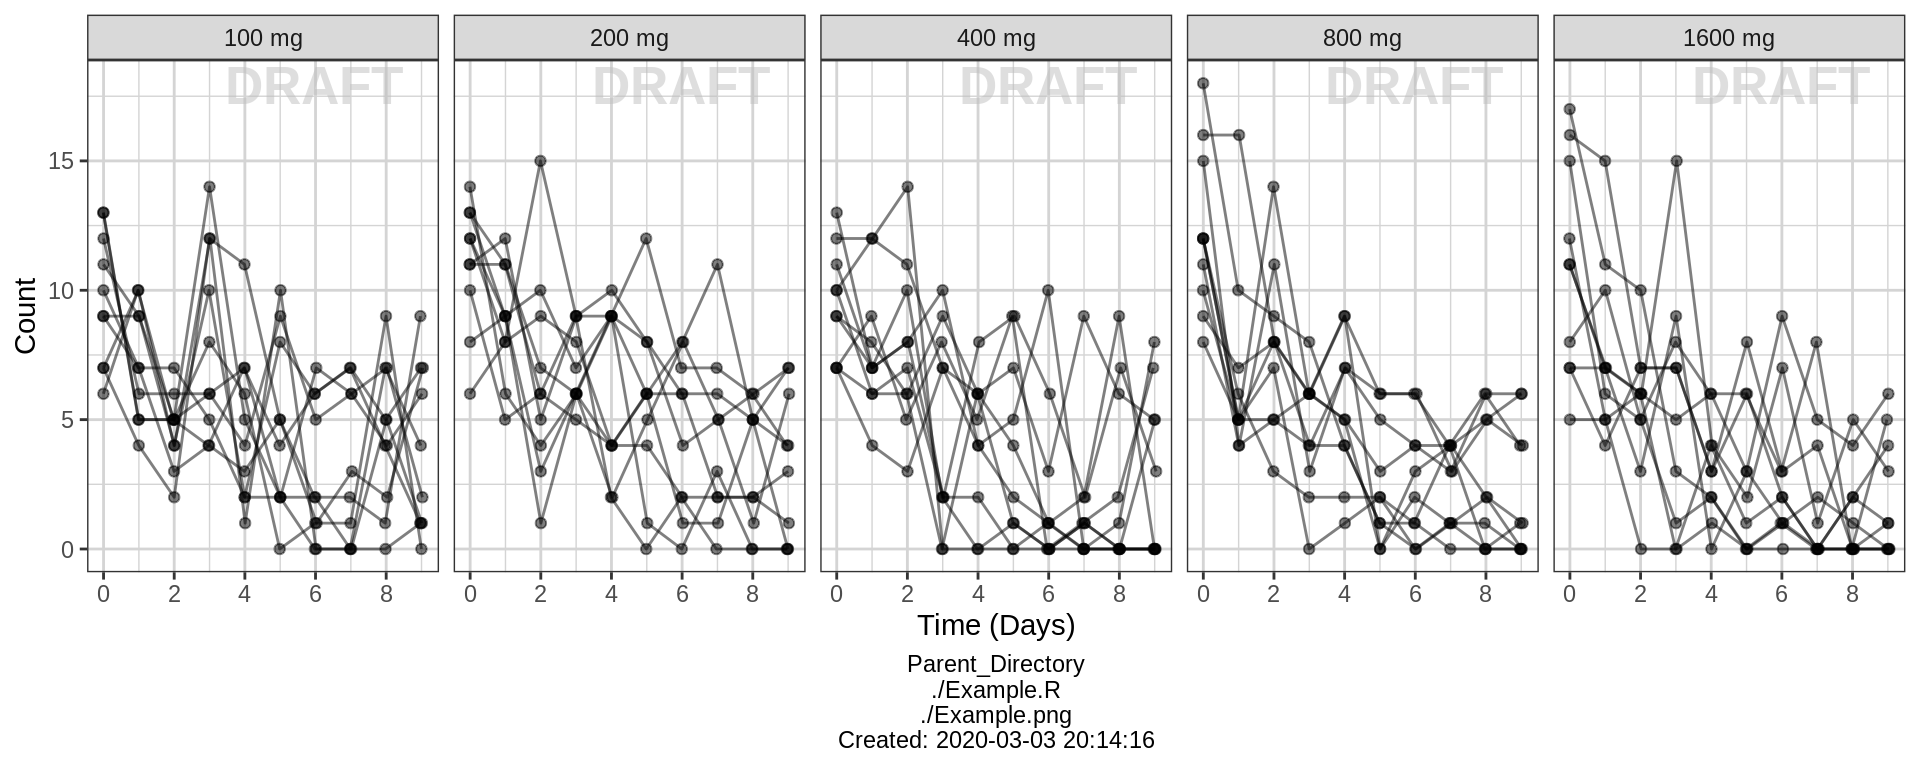 100 mg 200 mg 400 mg 800 mg 1600 mg
DRAFT DRAFT DRAFT DRAFT DRAFT
15
10
5
0
Count
0 2 4 6 8 0 2 4 6 8 0 2 4 6 8 0 2 4 6 8 0 2 4 6 8
Time (Days)
Parent_Directory
./Example.R
./Example.png
Created: 2020-03-03 20:14:16